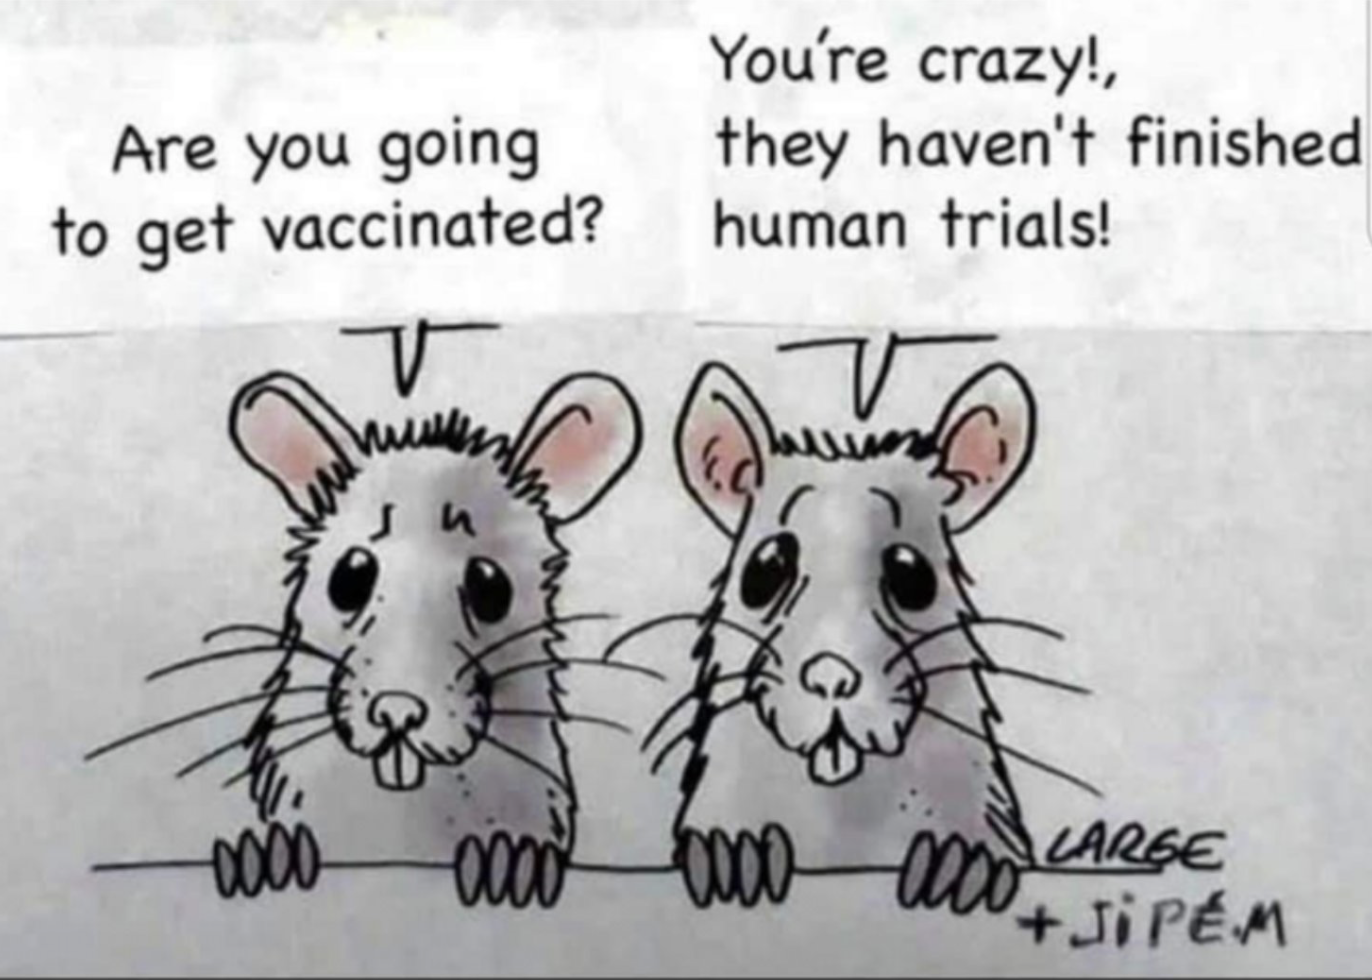 Are you going
to get vaccinated?
You're crazy!,
they haven't finished
human trials!
LARGE
+ JiPÉ.M